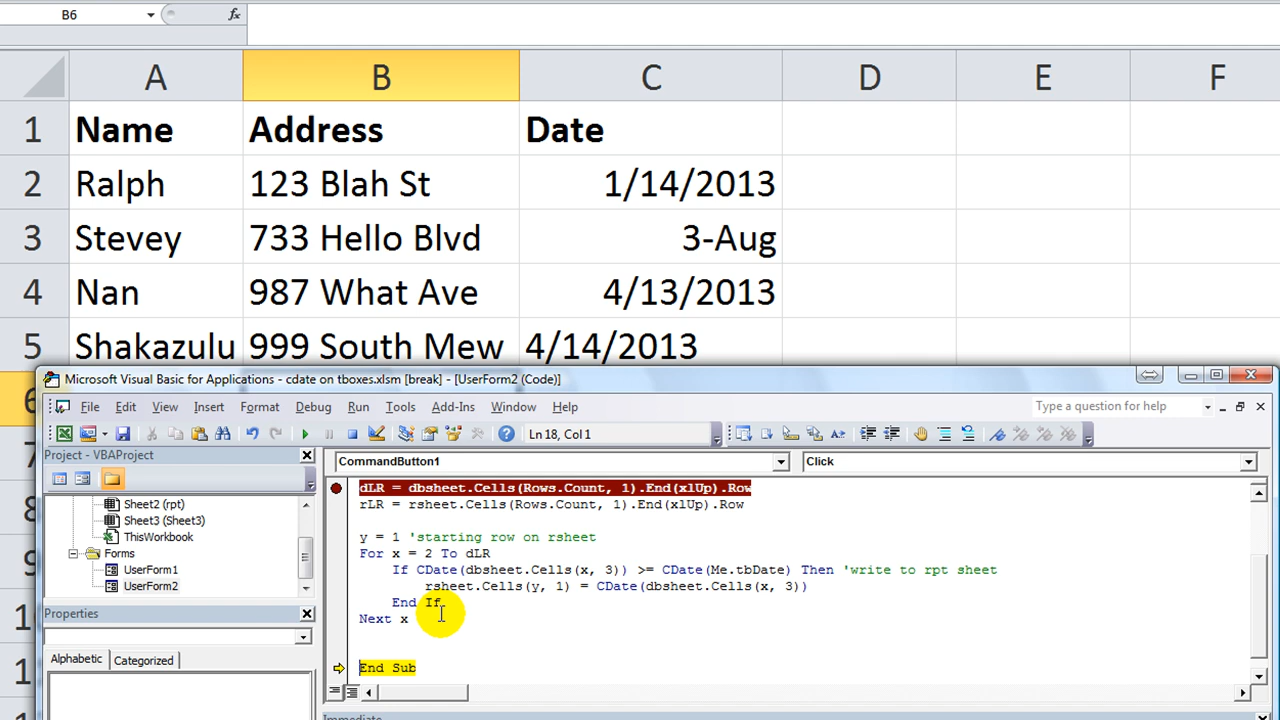 B6 fx
A B C D E F
1 Name Address Date
2 Ralph 123 Blah St 1/14/2013
3 Stevey 733 Hello Blvd 3-Aug
4 Nan 987 What Ave 4/13/2013
5 Shakazulu 999 South Mew 4/14/2013
Microsoft Visual Basic for Applications - cdate on tboxes.xlsm [break] - [UserForm2 (Code)]
File Edit View Insert Format Debug Run Tools Add-Ins Window Help Type a question for help
Ln 18, Col 1
Project - VBAProject
CommandButton1 Click
Sheet2 (rpt)
Sheet3 (Sheet3)
ThisWorkbook
Forms
UserForm1
UserForm2
Properties
Alphabetic Categorized
dLR = dbsheet.Cells(Rows.Count, 1).End(xlUp).Row
rLR = rsheet.Cells(Rows.Count, 1).End(xlUp).Row
y = 1 'starting row on rsheet
For x = 2 To dLR
If CDate(dbsheet.Cells(x, 3)) >= CDate(Me.tbDate) Then 'write to rpt sheet
rsheet.Cells(y, 1) = CDate(dbsheet.Cells(x, 3))
End If
Next x
End Sub
Immediate